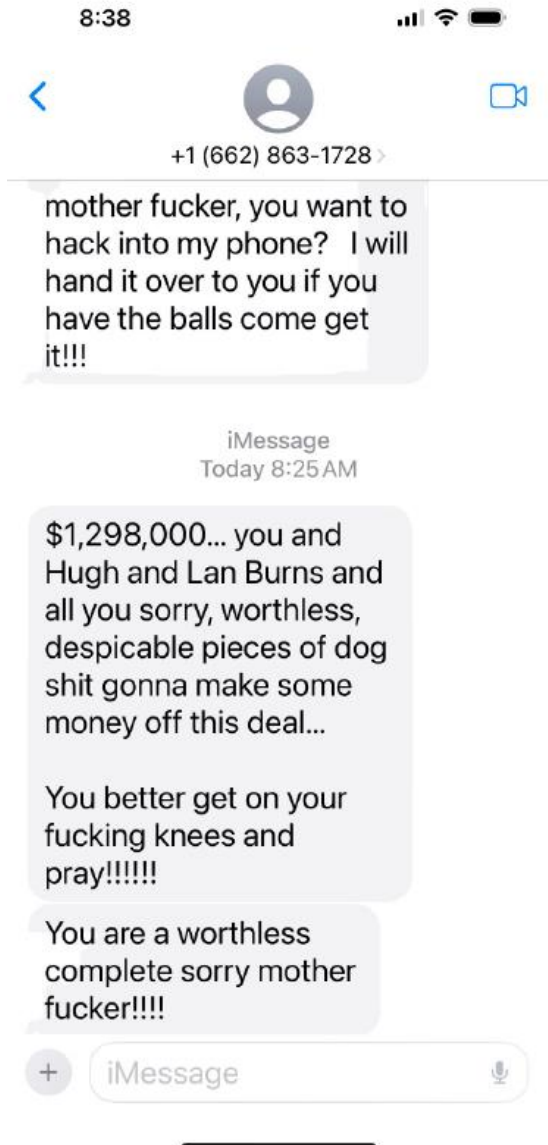 8:38
+1 (662) 863-1728
mother fucker, you want to
hack into my phone?   I will
hand it over to you if you
have the balls come get
it!!!
iMessage
Today 8:25 AM
$1,298,000... you and
Hugh and Lan Burns and
all you sorry, worthless,
despicable pieces of dog
shit gonna make some
money off this deal...
You better get on your
fucking knees and
pray!!!!!!
You are a worthless
complete sorry mother
fucker!!!!
iMessage